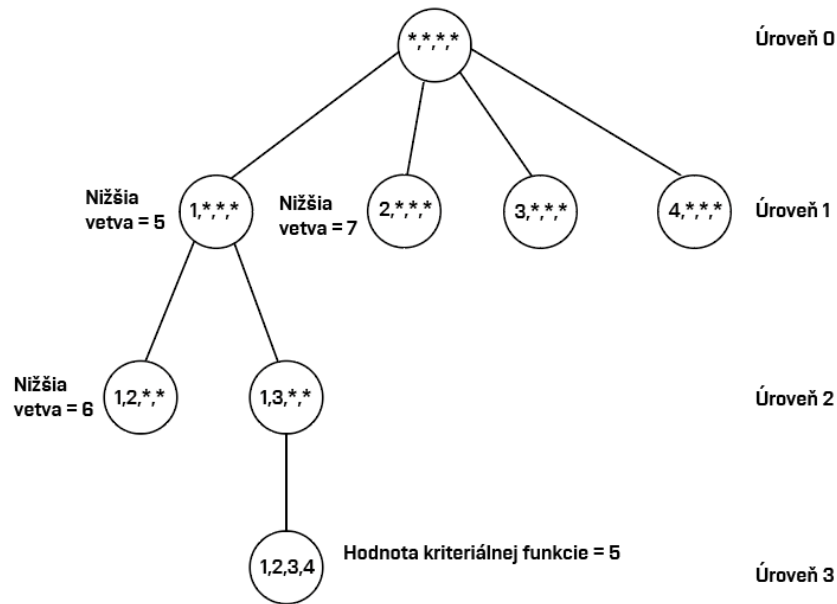 *,*,*,*
Úroveň 0
Nižšia
vetva = 5
1,*,*,*
Nižšia
vetva = 7
2,*,*,*
3,*,*,*
4,*,*,*
Úroveň 1
Nižšia
vetva = 6
1,2,*,*
1,3,*,*
Úroveň 2
1,2,3,4
Hodnota kriteriálnej funkcie = 5
Úroveň 3